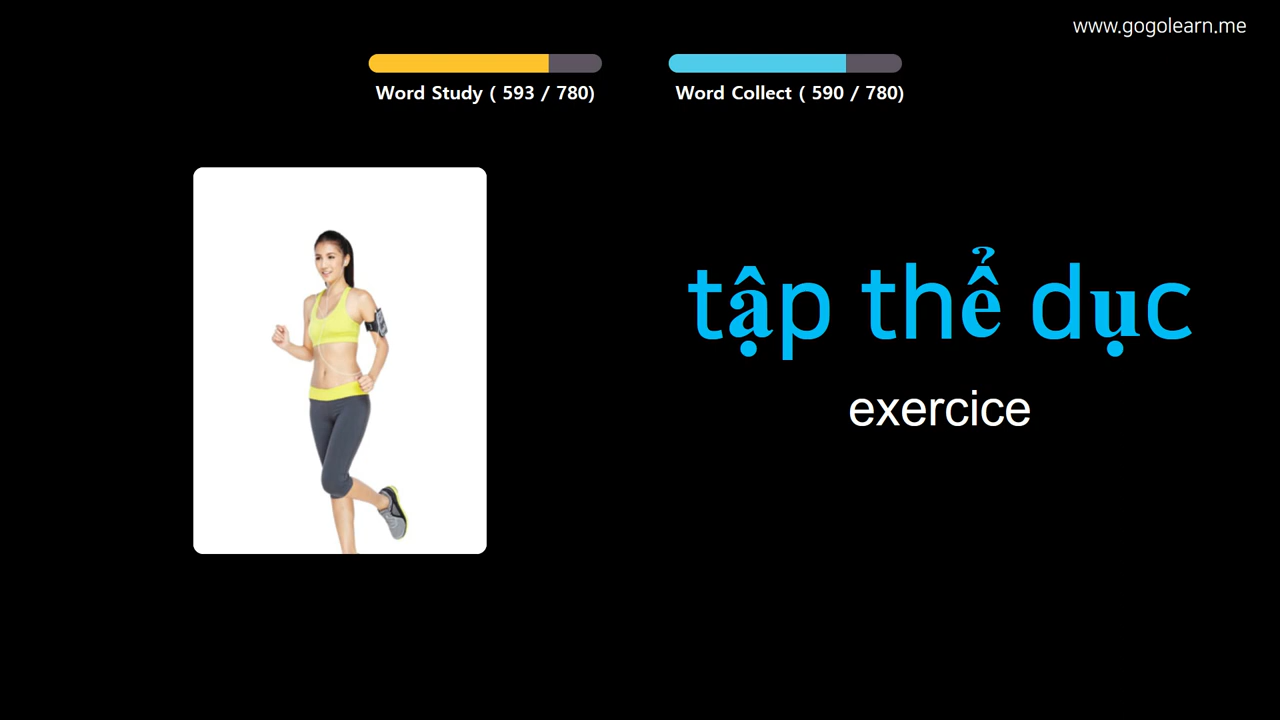 www.gogolearn.me
Word Study ( 593 / 780)
Word Collect ( 590 / 780)
tập thể dục
exercice